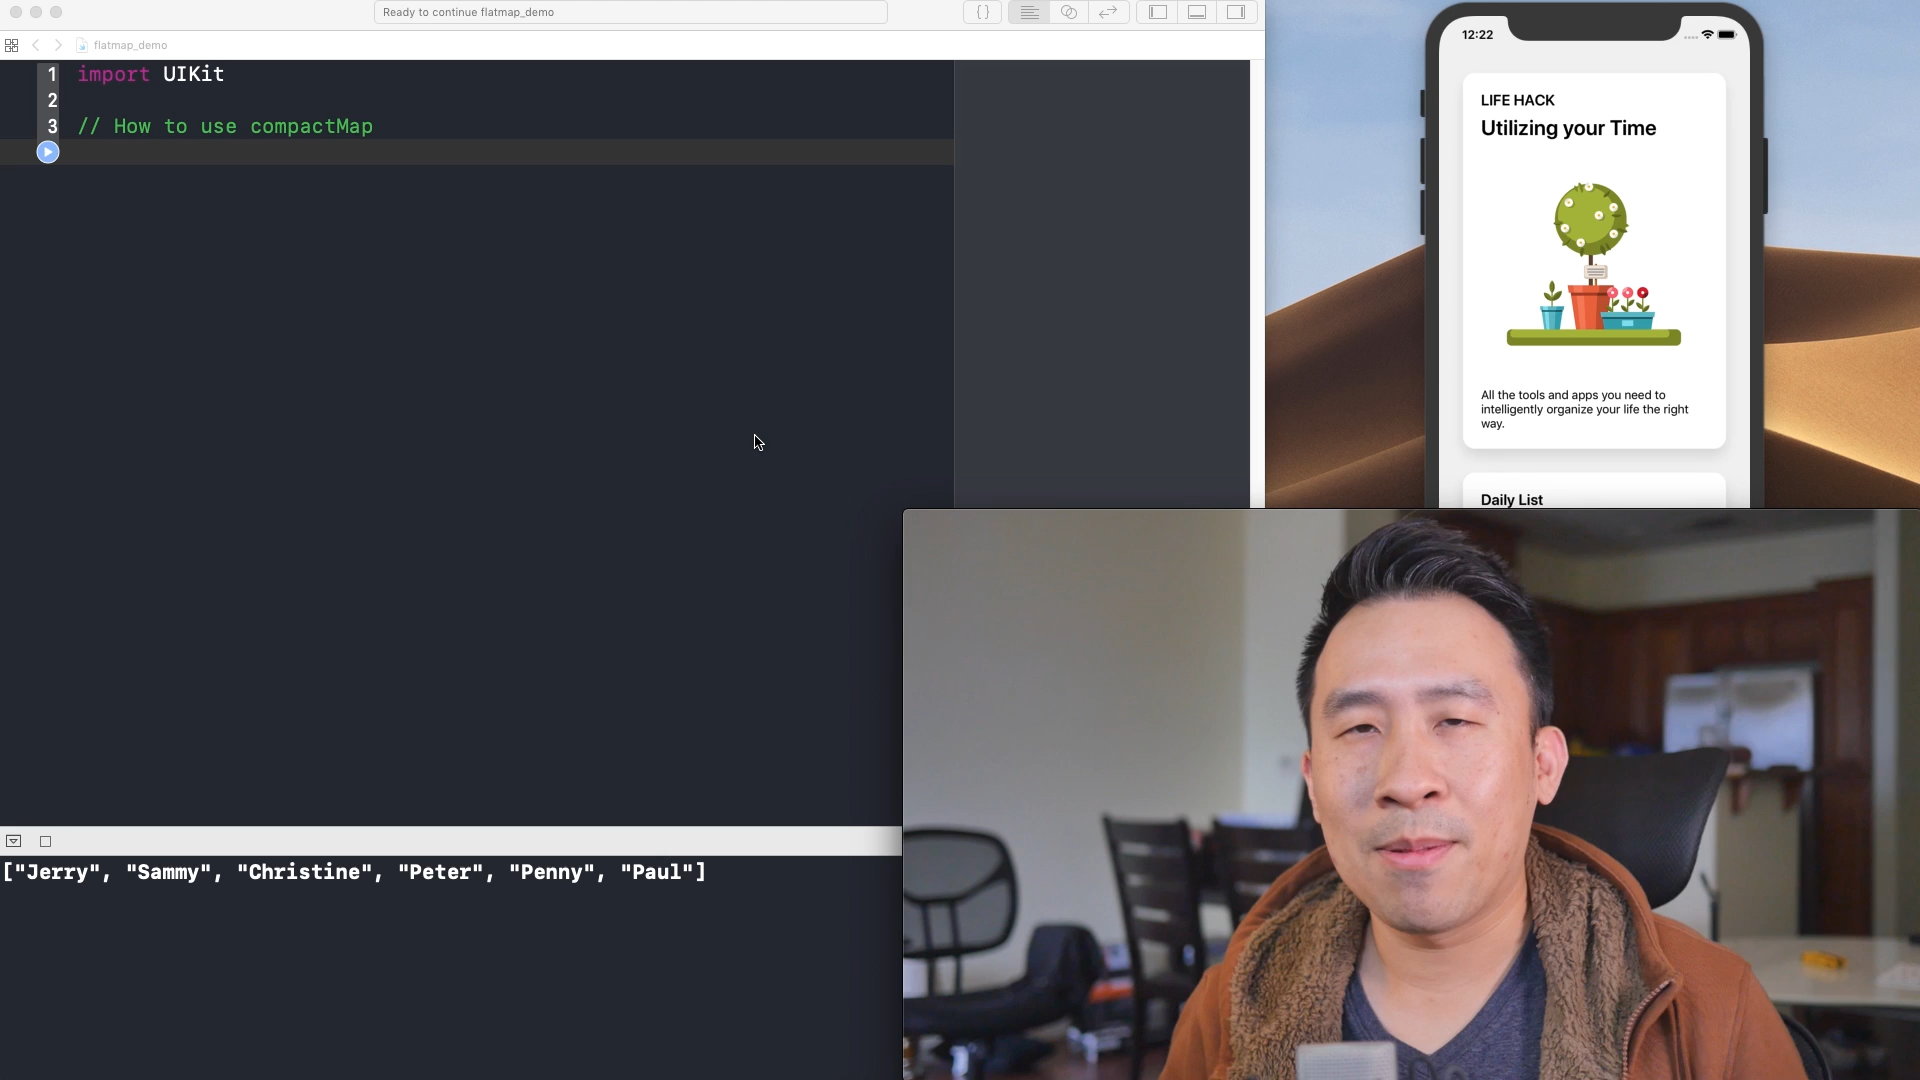 Ready to continue flatmap_demo
{}
flatmap_demo
1 import UIKit
2
3 // How to use compactMap
["Jerry", "Sammy", "Christine", "Peter", "Penny", "Paul"]
12:22
LIFE HACK
Utilizing your Time
All the tools and apps you need to
intelligently organize your life the right
way.
Daily List